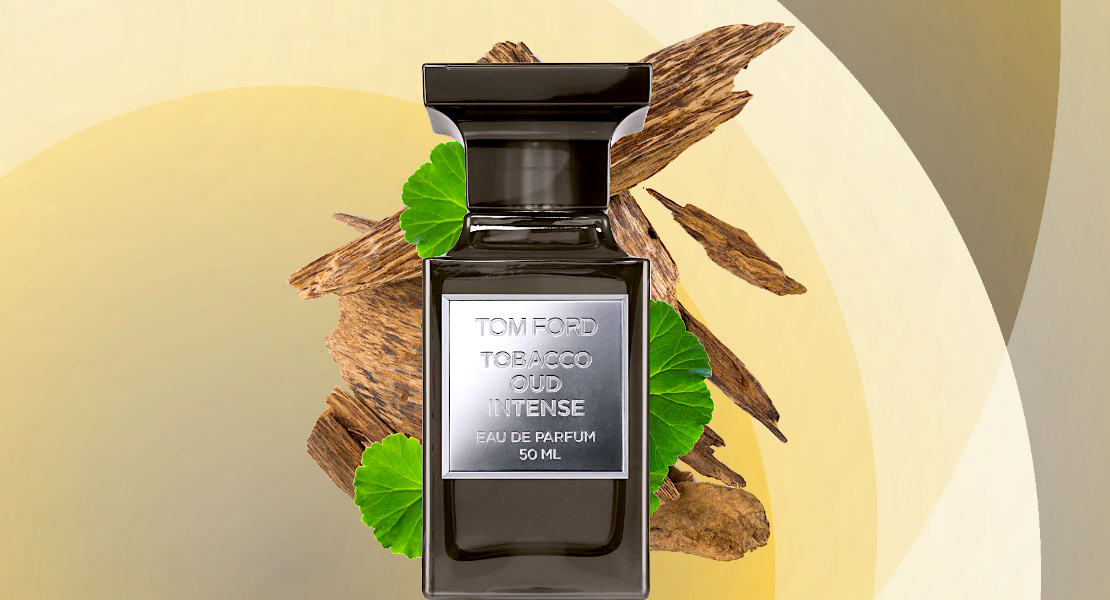 TOM FORD
TOBACCO
OUD
INTENSE
EAU DE PARFUM
50 ML